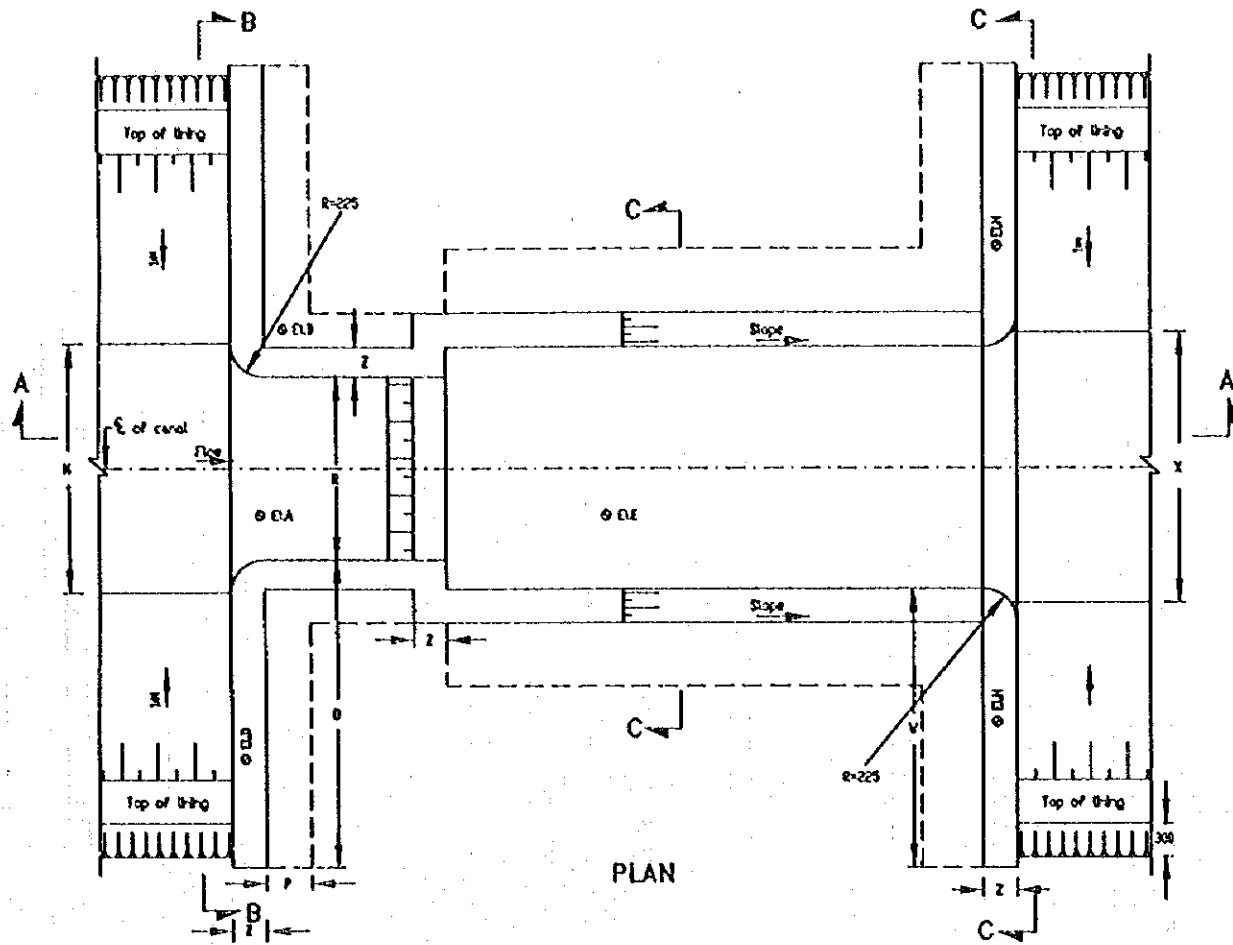 B
C
Top of lining
Top of lining
R=225
C
EL.H
EL.B
Slope
Z
A
A
℄ of canal
Flow
K
R
X
EL.A
EL.E
Slope
Z
D
W
EL.H
C
R=225
Top of lining
Top of lining
300
PLAN
P
Z
Z
B
C